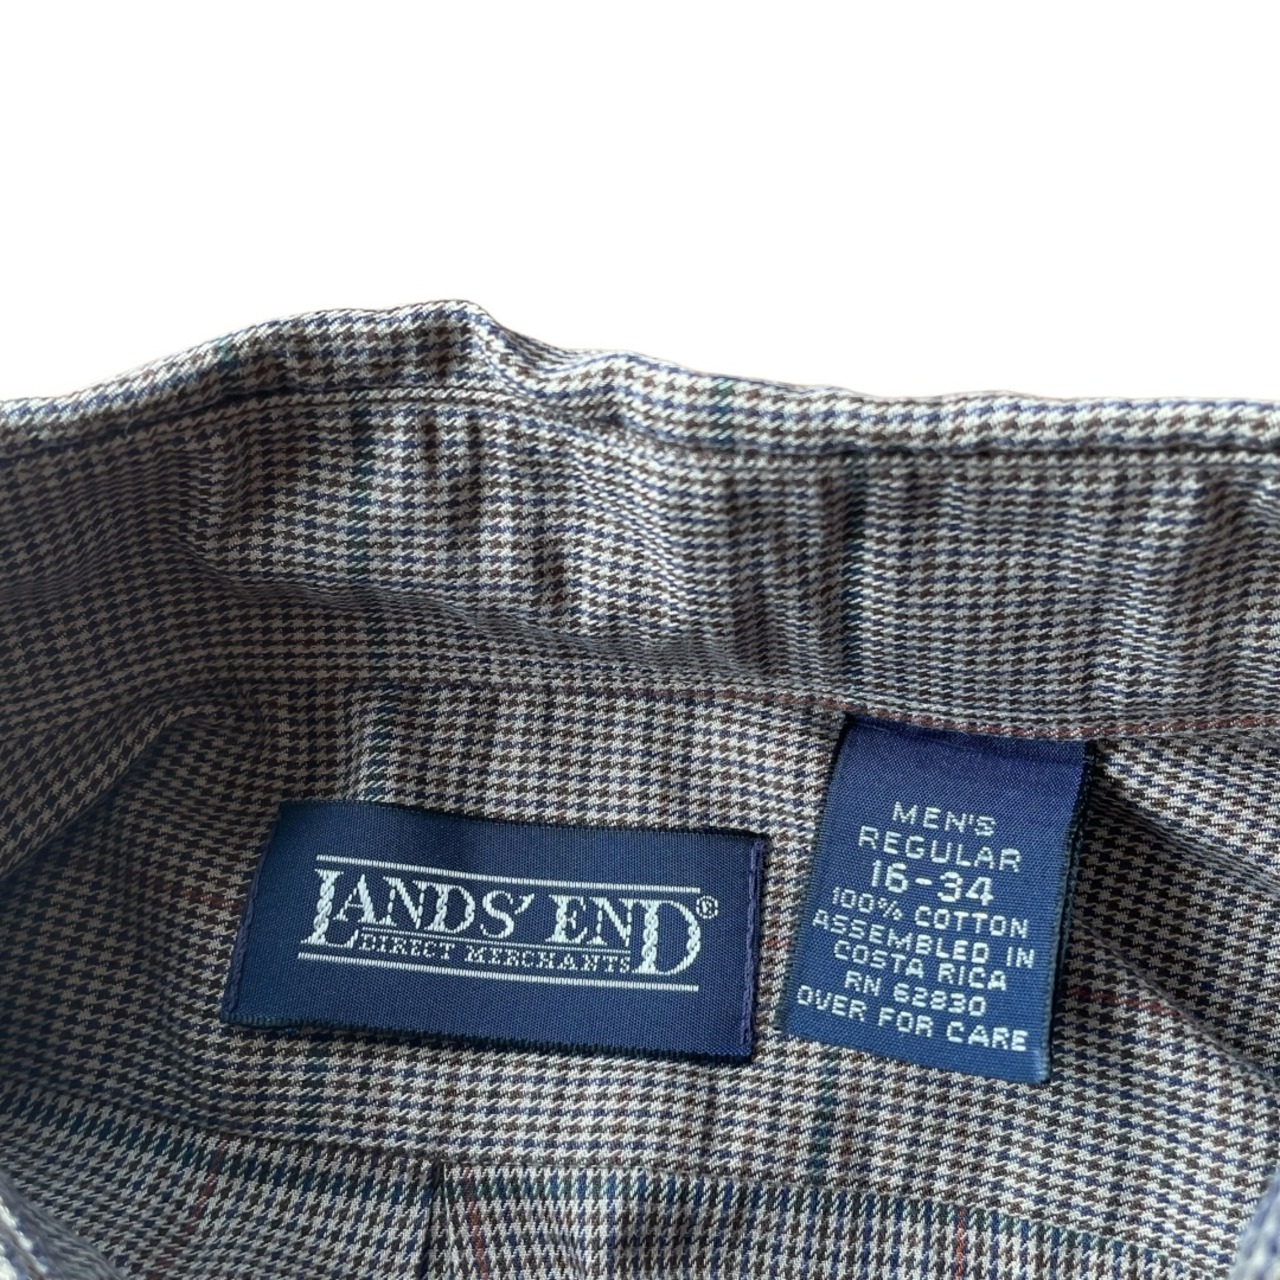 LANDS' END®
DIRECT MERCHANTS
MEN'S
REGULAR
16-34
100% COTTON
ASSEMBLED IN
COSTA RICA
RN 62830
OVER FOR CARE